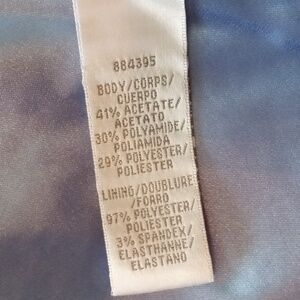 884395
BODY/CORPS/
CUERPO
41% ACETATE/
ACETATO
30% POLYAMIDE/
POLIAMIDA
29% POLYESTER/
POLIESTER
LINING/DOUBLURE
/FORRO
97% POLYESTER/
POLIESTER
3% SPANDEX/
ELASTHANNE/
ELASTANO